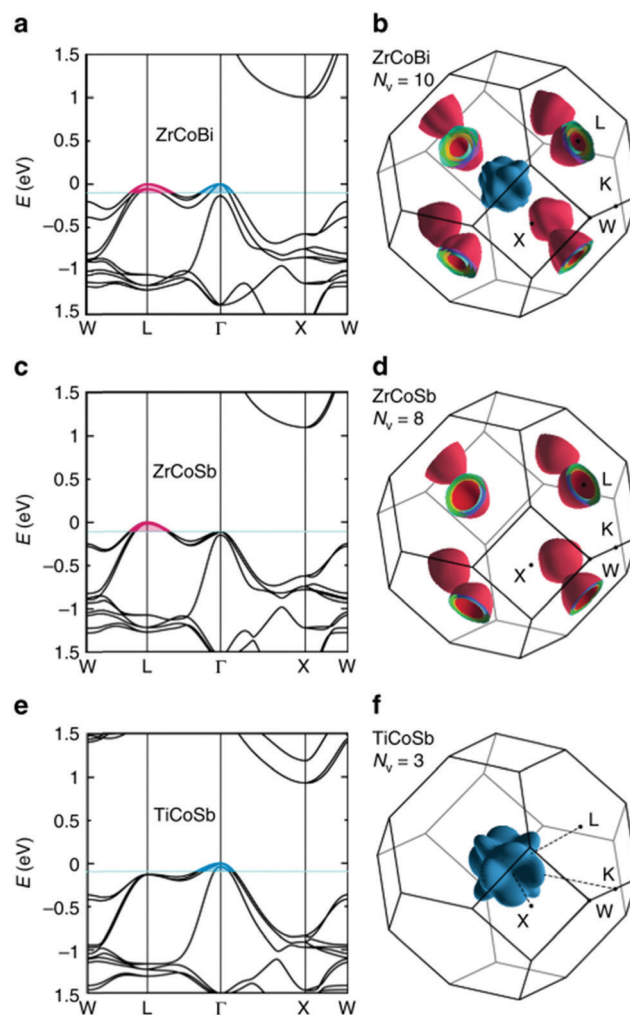 a
1.5
1
0.5
0
−0.5
−1
1.5
E (eV)
ZrCoBi
W L Γ X W
b
ZrCoBi
Nv = 10
L
K
W
X
c
1.5
1
0.5
0
−0.5
−1
1.5
E (eV)
ZrCoSb
W L Γ X W
d
ZrCoSb
Nv = 8
L
K
W
X
e
1.5
1
0.5
0
−0.5
−1
1.5
E (eV)
TiCoSb
W L Γ X W
f
TiCoSb
Nv = 3
L
K
W
X